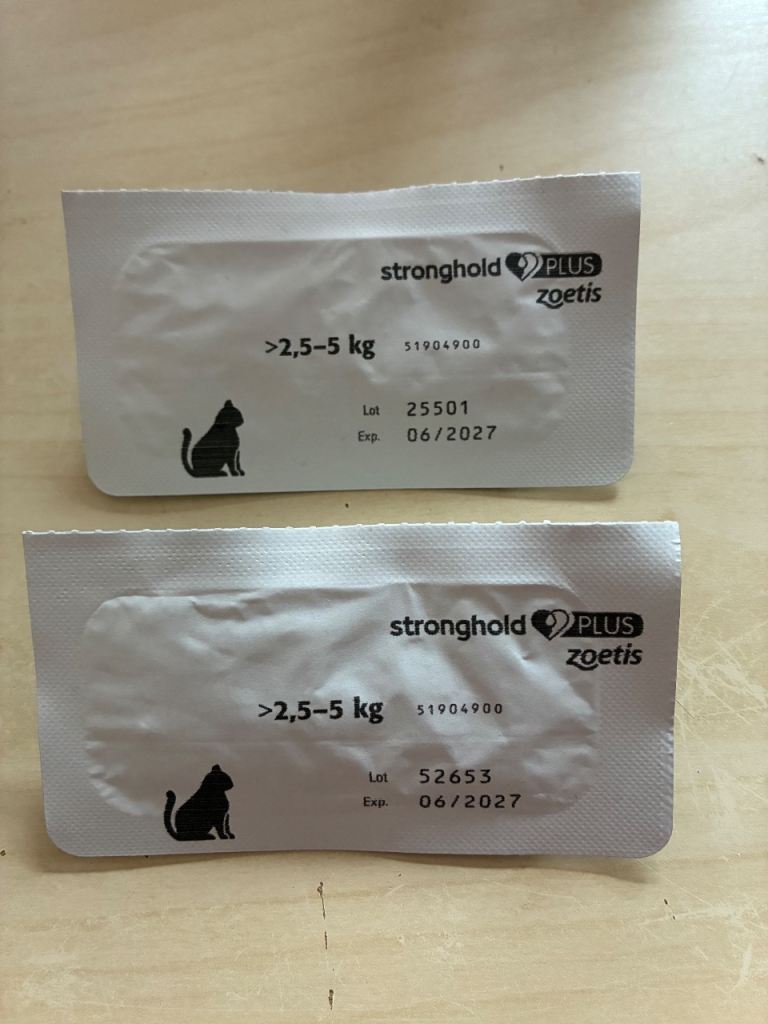 stronghold PLUS
zoetis
>2,5–5 kg 51904900
Lot 25501
Exp. 06/2027
stronghold PLUS
zoetis
>2,5–5 kg 51904900
Lot 52653
Exp. 06/2027